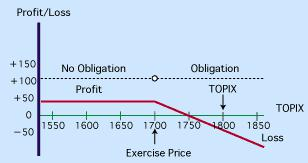 Profit/Loss
+150
No Obligation Obligation
+100
Profit TOPIX
+50
TOPIX
0
1550 1600 1650 1700 1750 1800 1850
−50
Loss
Exercise Price